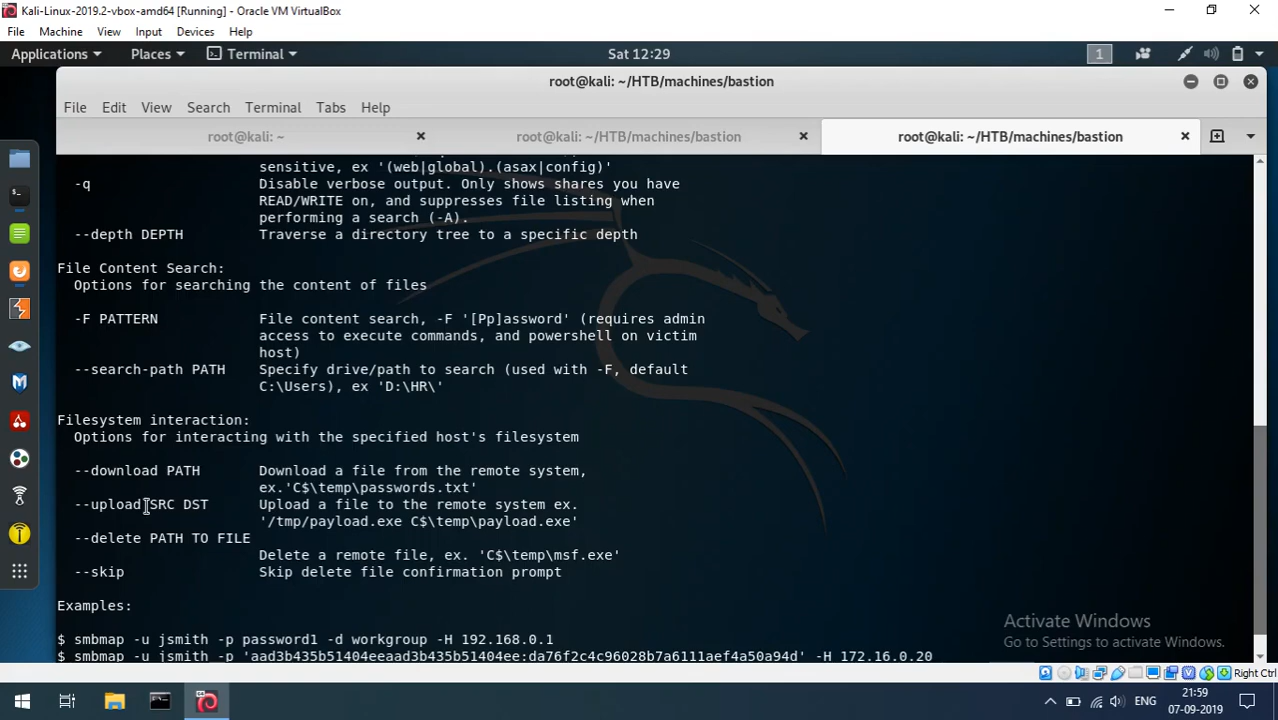 Kali-Linux-2019.2-vbox-amd64 [Running] - Oracle VM VirtualBox
File Machine View Input Devices Help
Applications Places Terminal Sat 12:29 1
root@kali: ~/HTB/machines/bastion
File Edit View Search Terminal Tabs Help
root@kali: ~ root@kali: ~/HTB/machines/bastion root@kali: ~/HTB/machines/bastion
sensitive, ex '(web|global).(asax|config)'
-q Disable verbose output. Only shows shares you have
READ/WRITE on, and suppresses file listing when
performing a search (-A).
--depth DEPTH Traverse a directory tree to a specific depth
File Content Search:
Options for searching the content of files
-F PATTERN File content search, -F '[Pp]assword' (requires admin
access to execute commands, and powershell on victim
host)
--search-path PATH Specify drive/path to search (used with -F, default
C:\Users), ex 'D:\HR\'
Filesystem interaction:
Options for interacting with the specified host's filesystem
--download PATH Download a file from the remote system,
ex.'C$\temp\passwords.txt'
--upload SRC DST Upload a file to the remote system ex.
'/tmp/payload.exe C$\temp\payload.exe'
--delete PATH TO FILE
Delete a remote file, ex. 'C$\temp\msf.exe'
--skip Skip delete file confirmation prompt
Examples:
$ smbmap -u jsmith -p password1 -d workgroup -H 192.168.0.1
$ smbmap -u jsmith -p 'aad3b435b51404eeaad3b435b51404ee:da76f2c4c96028b7a6111aef4a50a94d' -H 172.16.0.20
Activate Windows
Go to Settings to activate Windows.
Right Ctrl
ENG 21:59
07-09-2019